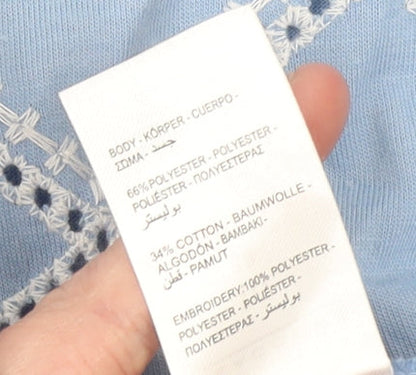 BODY - KÖRPER - CUERPO -
ΣΩΜΑ - جسد
66%POLYESTER - POLYESTER -
POLIÉSTER - ΠΟΛΥΕΣΤΕΡΑΣ
بوليستر
34% COTTON - BAUMWOLLE -
ALGODÓN - ΒΑΜΒΑΚΙ -
قطن - PAMUT
EMBROIDERY:100% POLYESTER -
POLYESTER - POLIÉSTER -
ΠΟΛΥΕΣΤΕΡΑΣ - بوليستر